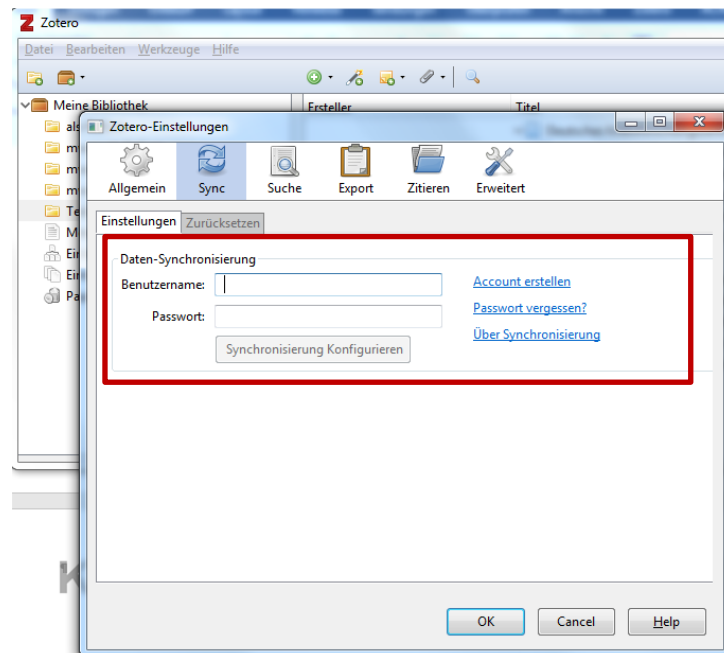 Zotero
Datei Bearbeiten Werkzeuge Hilfe
Meine Bibliothek
Ersteller Titel
Zotero-Einstellungen
Allgemein Sync Suche Export Zitieren Erweitert
Einstellungen Zurücksetzen
Daten-Synchronisierung
Benutzername: Account erstellen
Passwort: Passwort vergessen?
Über Synchronisierung
Synchronisierung Konfigurieren
OK Cancel Help